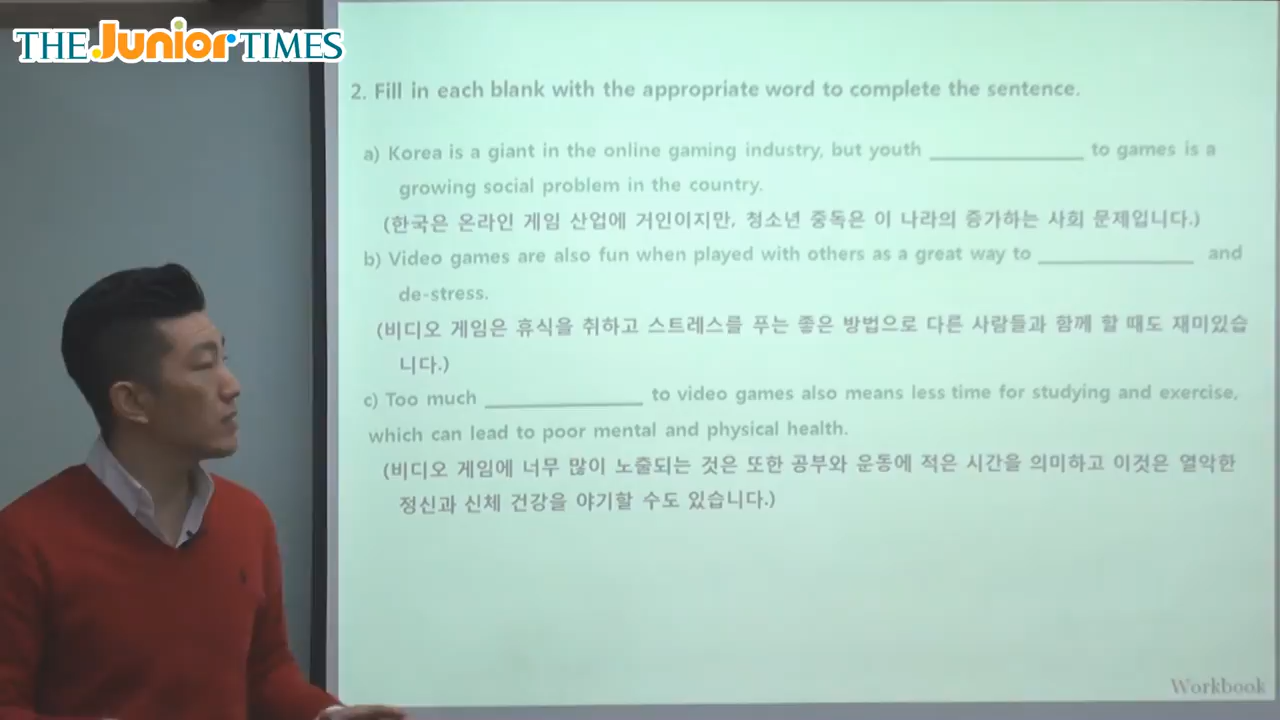 THE Junior TIMES
2. Fill in each blank with the appropriate word to complete the sentence.
a) Korea is a giant in the online gaming industry, but youth ______________ to games is a
growing social problem in the country.
(한국은 온라인 게임 산업에 거인이지만, 청소년 중독은 이 나라의 증가하는 사회 문제입니다.)
b) Video games are also fun when played with others as a great way to ______________ and
de-stress.
(비디오 게임은 휴식을 취하고 스트레스를 푸는 좋은 방법으로 다른 사람들과 함께 할 때도 재미있습
니다.)
c) Too much ______________ to video games also means less time for studying and exercise,
which can lead to poor mental and physical health.
(비디오 게임에 너무 많이 노출되는 것은 또한 공부와 운동에 적은 시간을 의미하고 이것은 열악한
정신과 신체 건강을 야기할 수도 있습니다.)
Workbook